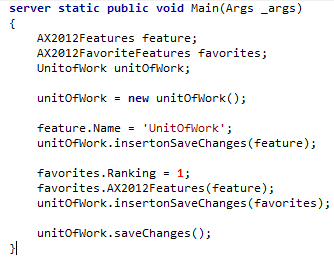 server static public void Main(Args _args)
{
    AX2012Features feature;
    AX2012FavoriteFeatures favorites;
    UnitofWork unitOfWork;
    unitOfWork = new unitOfWork();
    feature.Name = 'UnitOfWork';
    unitOfWork.insertonSaveChanges(feature);
    favorites.Ranking = 1;
    favorites.AX2012Features(feature);
    unitOfWork.insertonSaveChanges(favorites);
    unitOfWork.saveChanges();
}